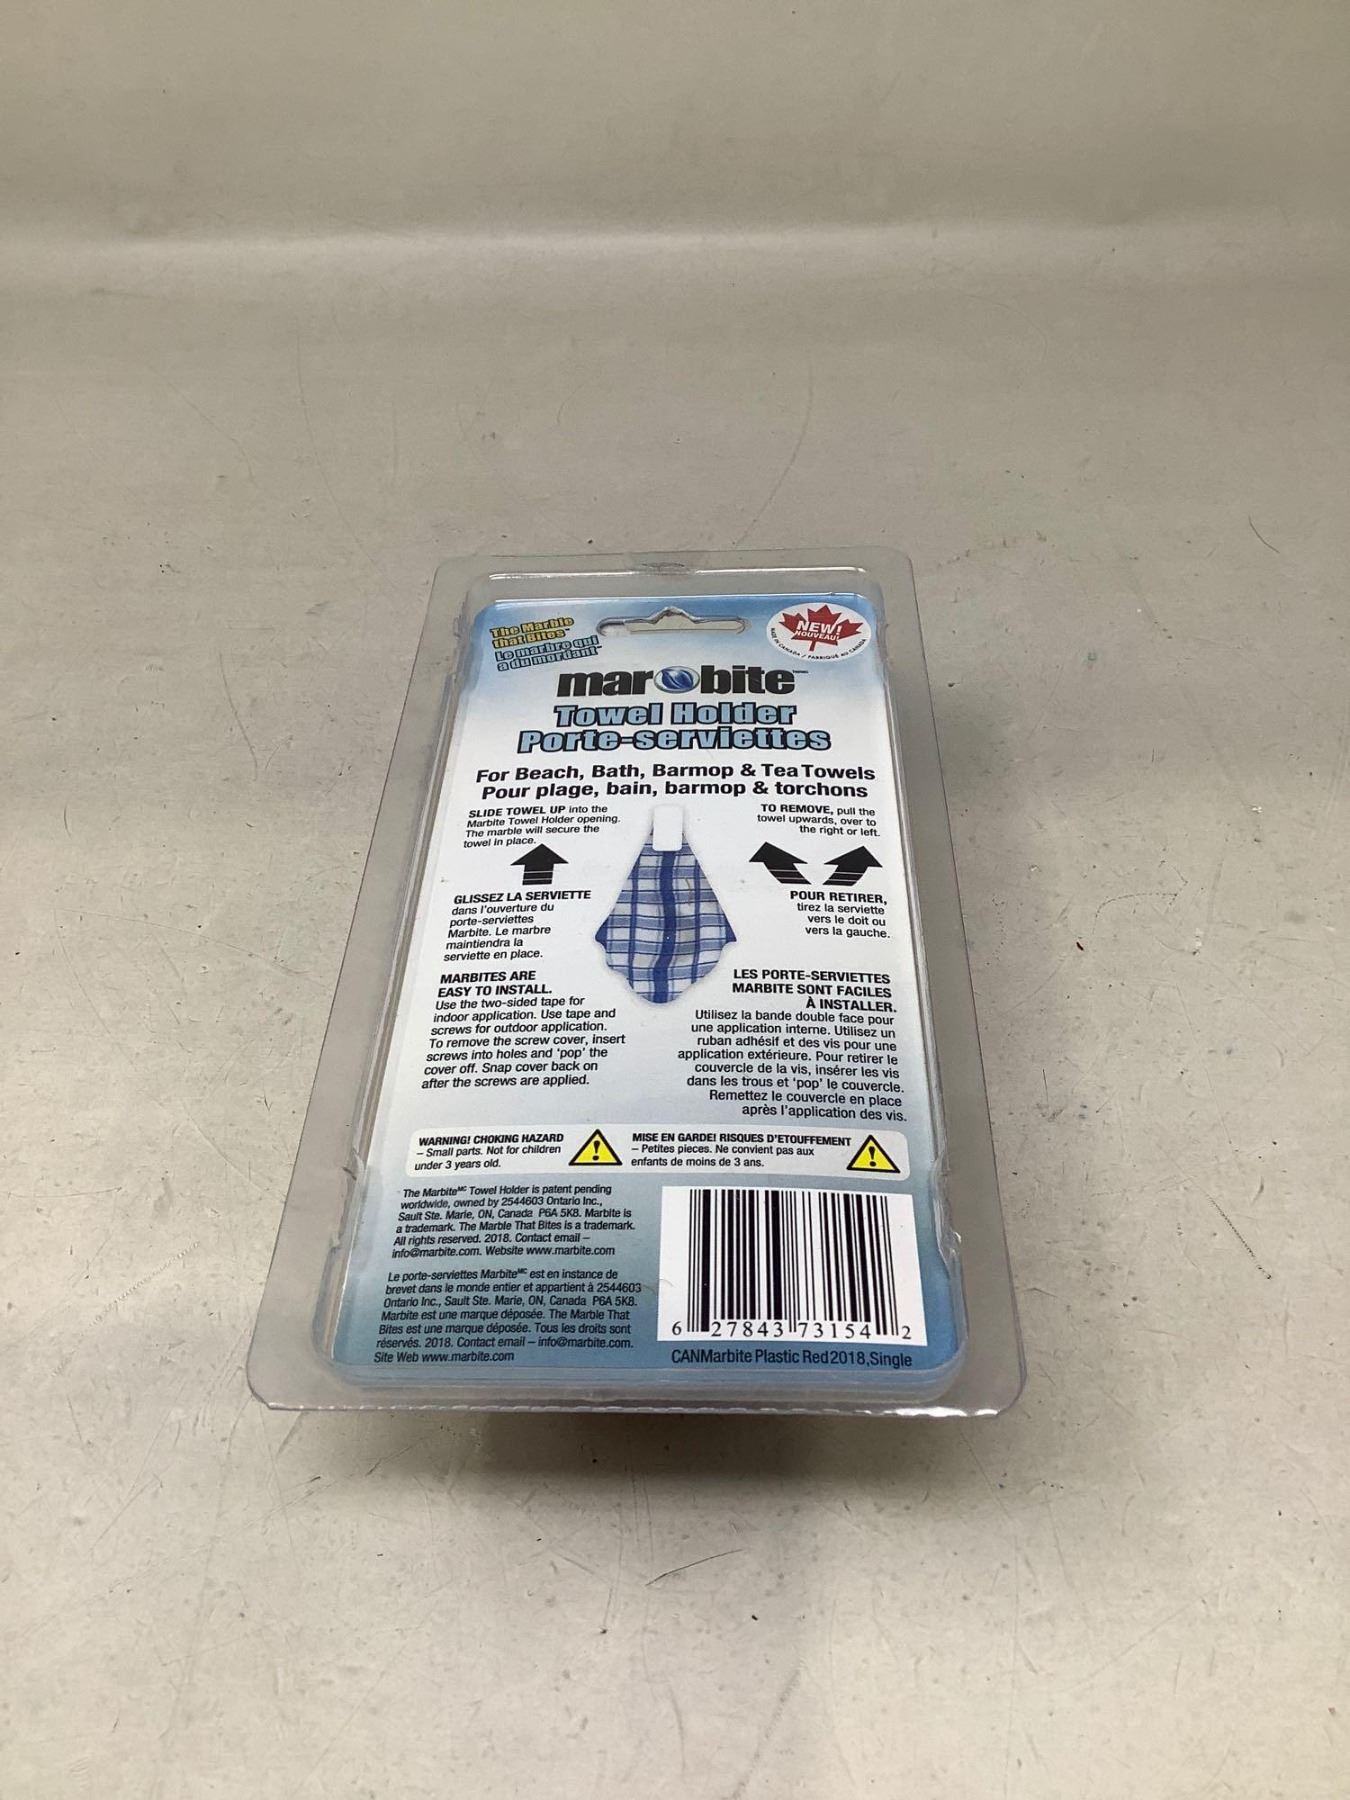 The Marble
that Bites™
Le marbre qui
a du mordant™
NEW!
NOUVEAU!
MADE IN CANADA / FABRIQUÉ AU CANADA
mar bite
Towel Holder
Porte-serviettes
For Beach, Bath, Barmop & Tea Towels
Pour plage, bain, barmop & torchons
SLIDE TOWEL UP into the
Marbite Towel Holder opening.
The marble will secure the
towel in place.
TO REMOVE, pull the
towel upwards, over to
the right or left.
GLISSEZ LA SERVIETTE
dans l'ouverture du
porte-serviettes
Marbite. Le marbre
maintiendra la
serviette en place.
POUR RETIRER,
tirez la serviette
vers le doit ou
vers la gauche.
MARBITES ARE
EASY TO INSTALL.
Use the two-sided tape for
indoor application. Use tape and
screws for outdoor application.
To remove the screw cover, insert
screws into holes and 'pop' the
cover off. Snap cover back on
after the screws are applied.
LES PORTE-SERVIETTES
MARBITE SONT FACILES
À INSTALLER.
Utilisez la bande double face pour
une application interne. Utilisez un
ruban adhésif et des vis pour une
application extérieure. Pour retirer le
couvercle de la vis, insérer les vis
dans les trous et 'pop' le couvercle.
Remettez le couvercle en place
après l'application des vis.
WARNING! CHOKING HAZARD
– Small parts. Not for children
under 3 years old.
MISE EN GARDE! RISQUES D'ETOUFFEMENT
– Petites pieces. Ne convient pas aux
enfants de moins de 3 ans.
The Marbite MC Towel Holder is patent pending
worldwide, owned by 2544603 Ontario Inc.,
Sault Ste. Marie, ON, Canada P6A 5K8. Marbite is
a trademark. The Marble That Bites is a trademark.
All rights reserved. 2018. Contact email –
info@marbite.com. Website www.marbite.com
Le porte-serviettes Marbite MC est en instance de
brevet dans le monde entier et appartient à 2544603
Ontario Inc., Sault Ste. Marie, ON, Canada P6A 5K8.
Marbite est une marque déposée. The Marble That
Bites est une marque déposée. Tous les droits sont
réservés. 2018. Contact email – info@marbite.com.
Site Web www.marbite.com
6 27843 73154 2
CANMarbite Plastic Red 2018, Single